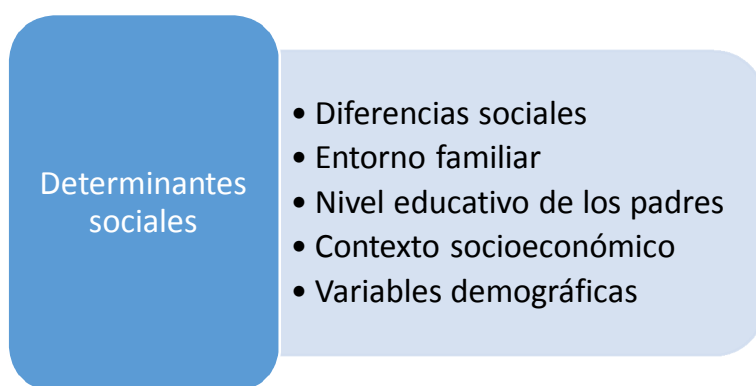 Determinantes
sociales
• Diferencias sociales
• Entorno familiar
• Nivel educativo de los padres
• Contexto socioeconómico
• Variables demográficas